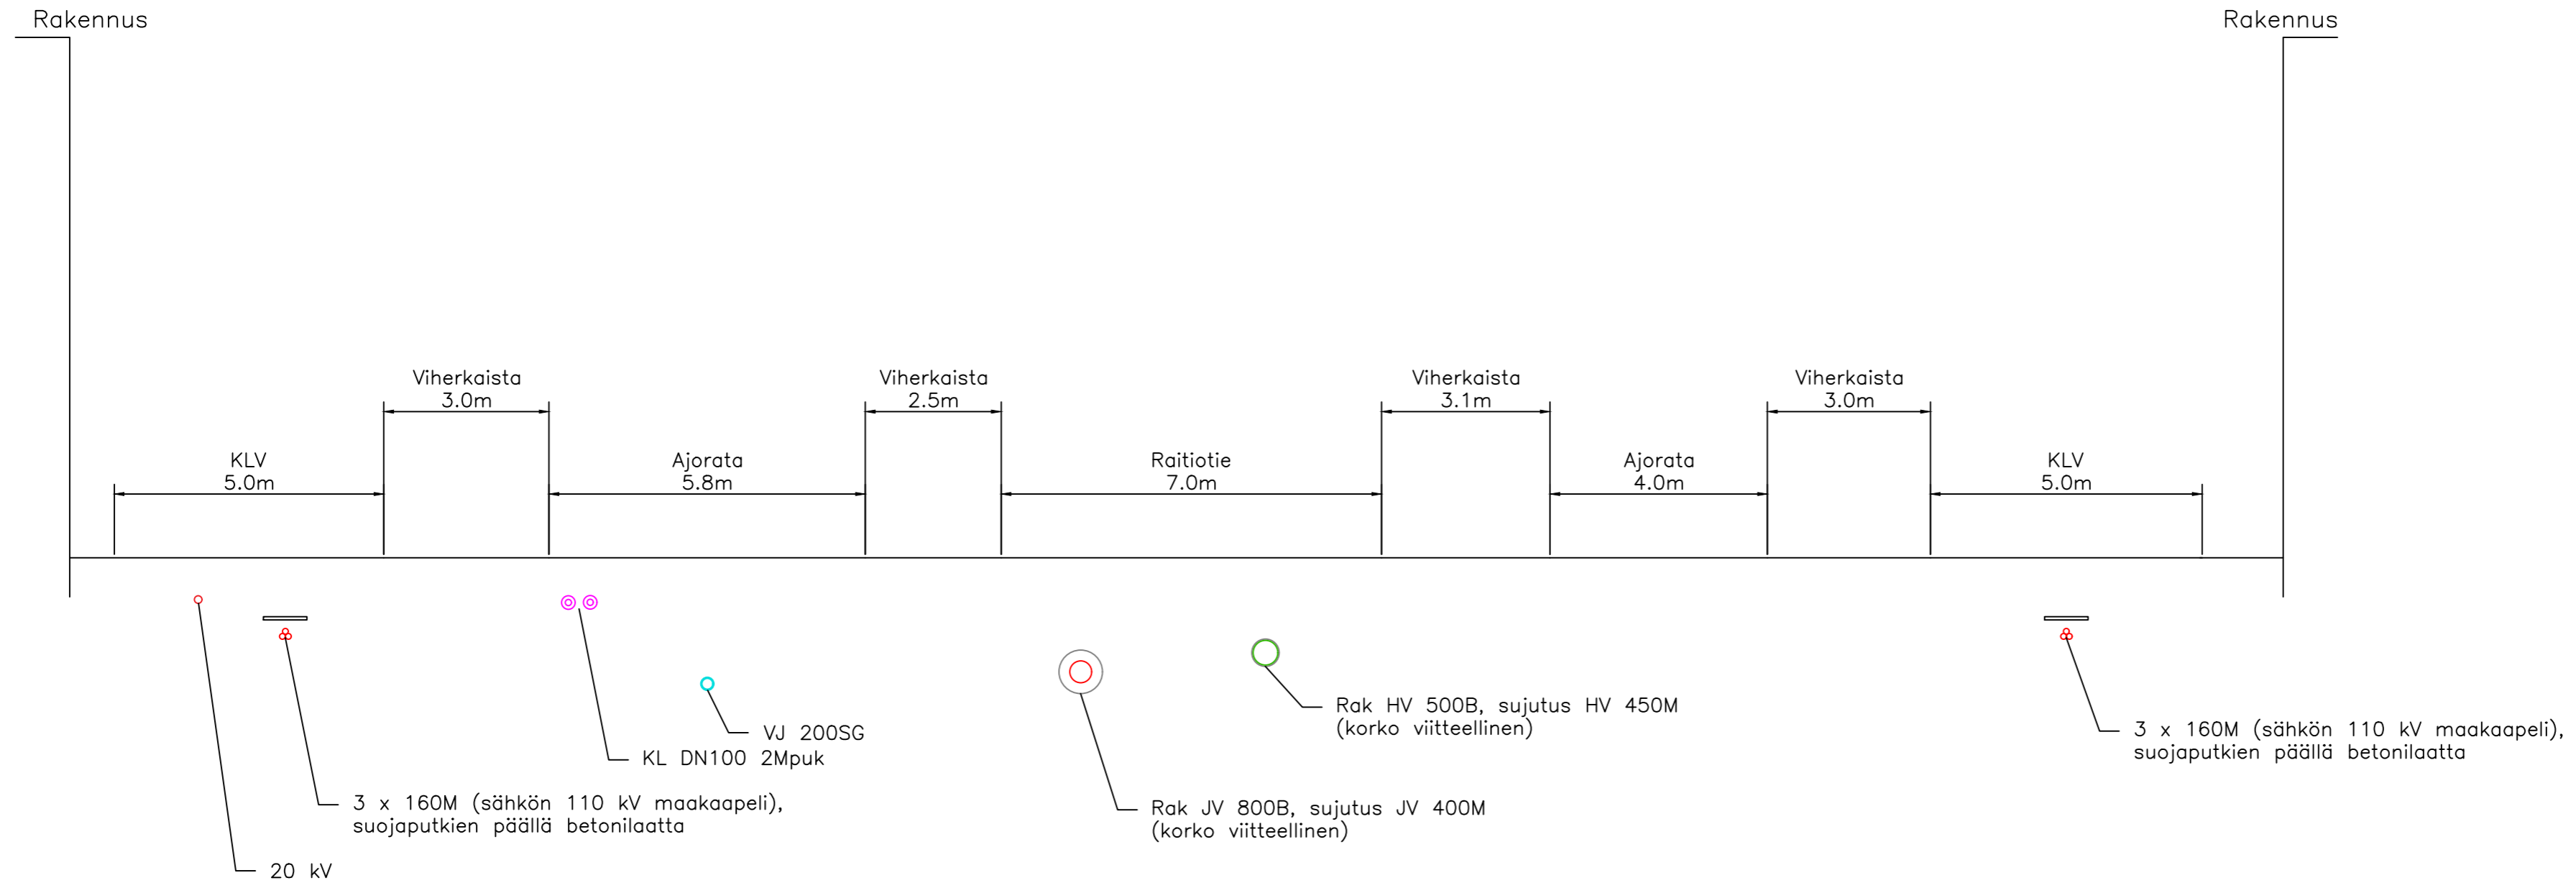 Rakennus
Rakennus
Viherkaista
3.0m
Viherkaista
2.5m
Viherkaista
3.1m
Viherkaista
3.0m
KLV
5.0m
Ajorata
5.8m
Raitiotie
7.0m
Ajorata
4.0m
KLV
5.0m
Rak HV 500B, sujutus HV 450M
(korko viitteellinen)
VJ 200SG
KL DN100 2Mpuk
3 x 160M (sähkön 110 kV maakaapeli),
suojaputkien päällä betonilaatta
3 x 160M (sähkön 110 kV maakaapeli),
suojaputkien päällä betonilaatta
Rak JV 800B, sujutus JV 400M
(korko viitteellinen)
20 kV